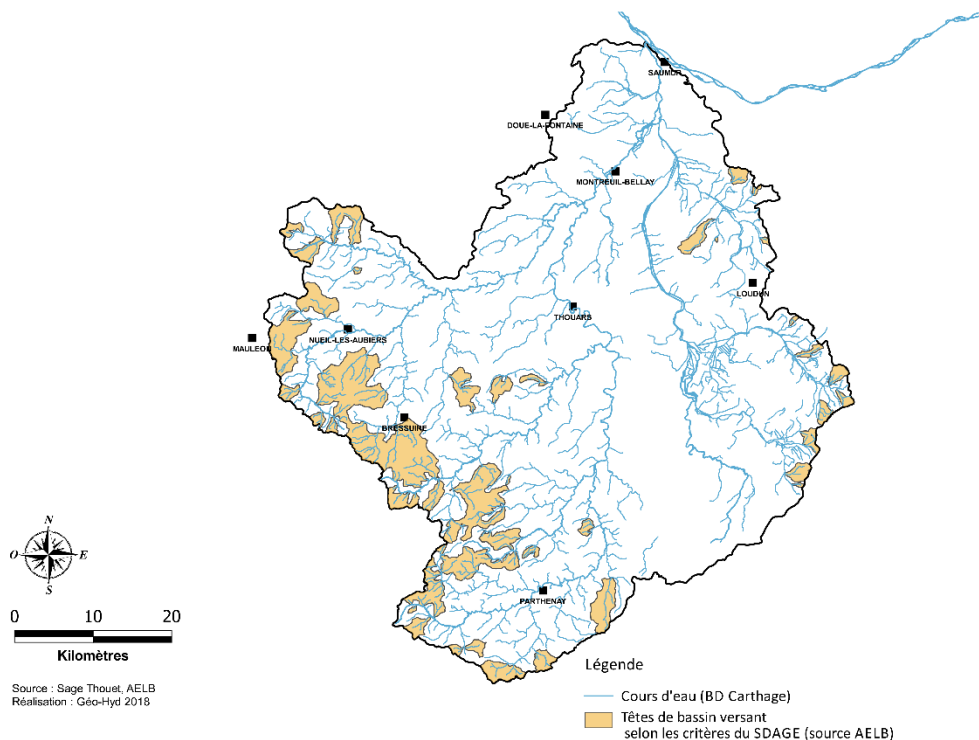 SAUMUR
DOUE-LA-FONTAINE
MONTREUIL-BELLAY
LOUDUN
THOUARS
MAULEON
NUEIL-LES-AUBIERS
BRESSUIRE
PARTHENAY
N
O
E
S
0 10 20
Kilomètres
Source : Sage Thouet, AELB
Réalisation : Géo-Hyd 2018
Légende
Cours d'eau (BD Carthage)
Têtes de bassin versant
selon les critères du SDAGE (source AELB)